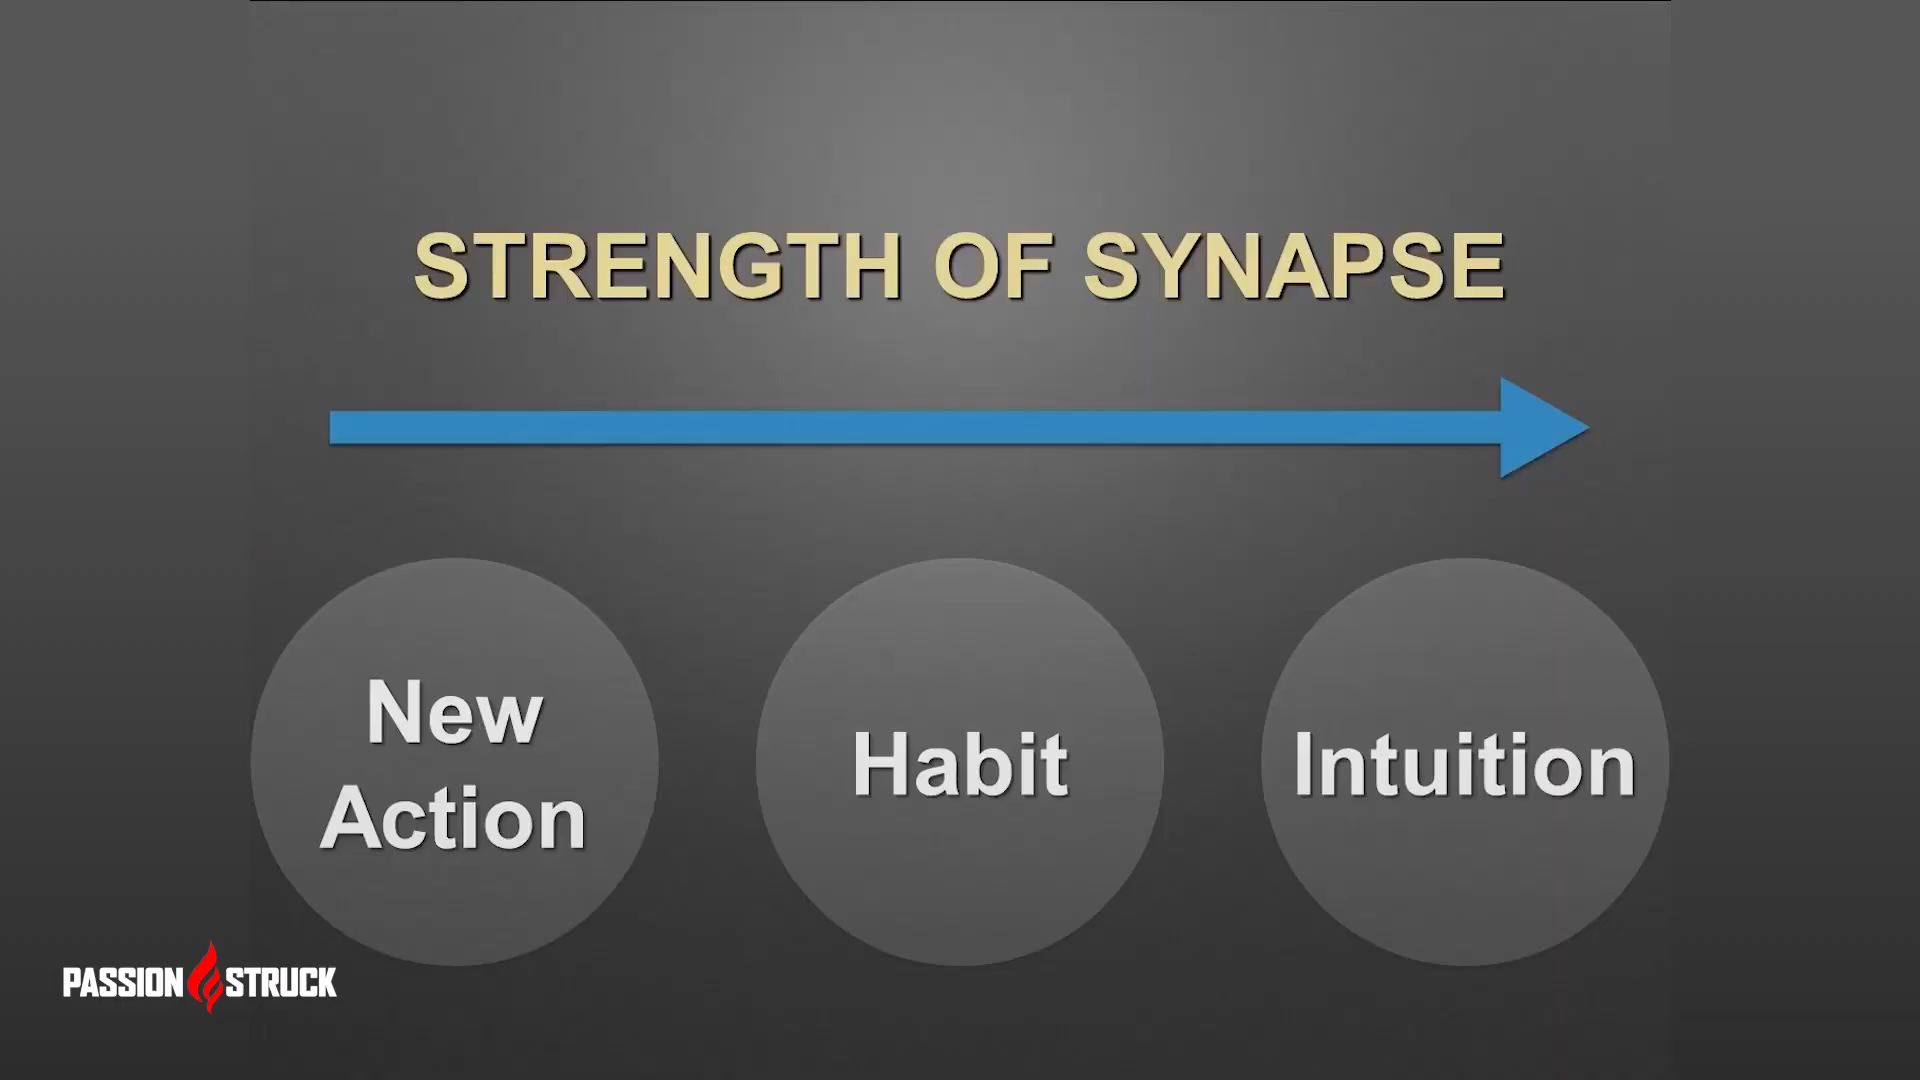 STRENGTH OF SYNAPSE
New
Action
Habit
Intuition
PASSION STRUCK